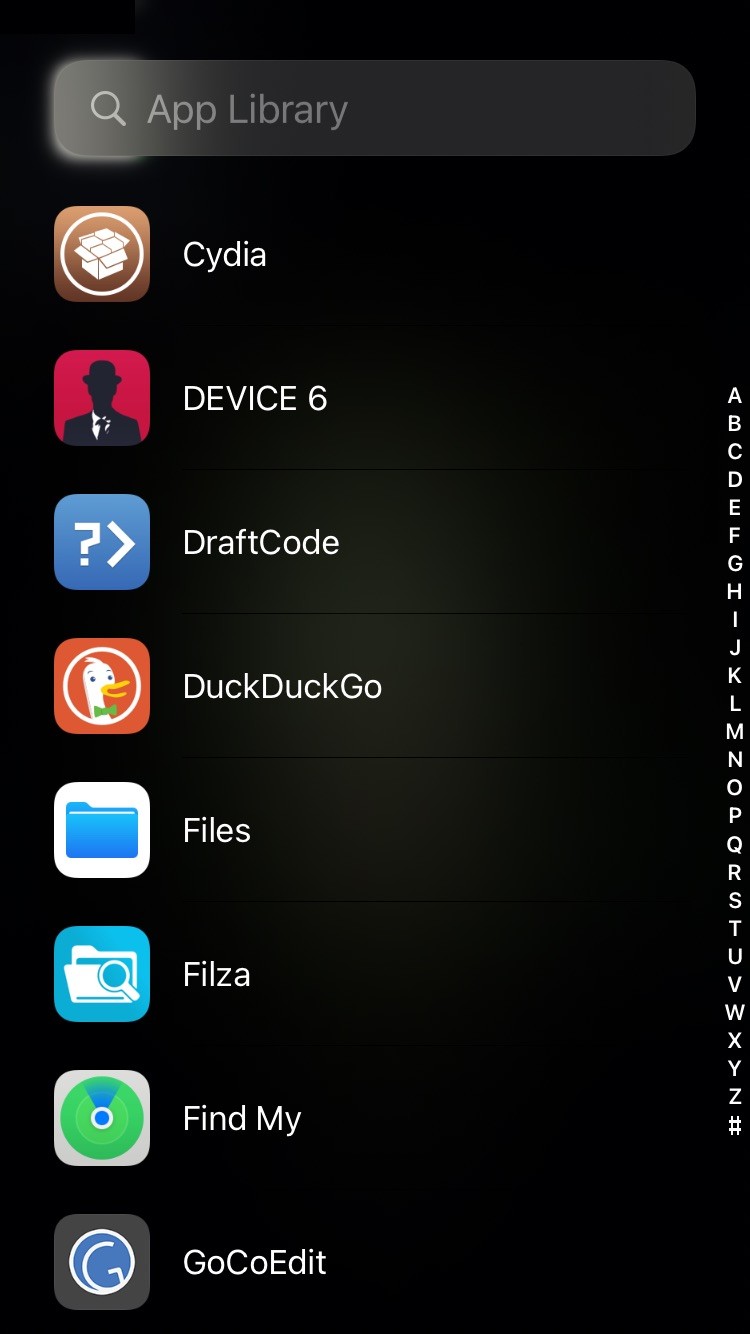 App Library
Cydia
DEVICE 6
DraftCode
DuckDuckGo
Files
Filza
Find My
GoCoEdit
A
B
C
D
E
F
G
H
I
J
K
L
M
N
O
P
Q
R
S
T
U
V
W
X
Y
Z
#